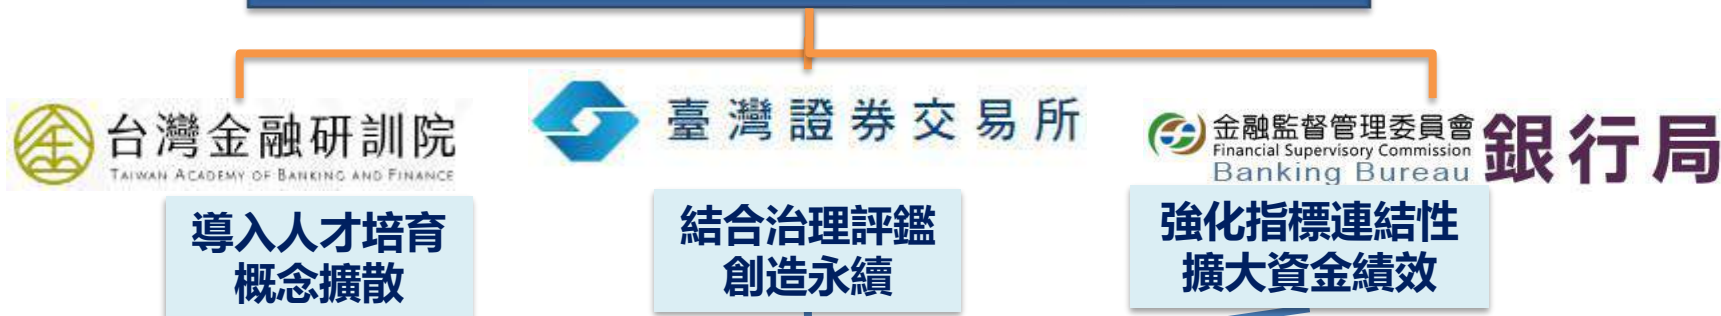 台灣金融研訓院
TAIWAN ACADEMY OF BANKING AND FINANCE
導入人才培育
概念擴散
臺灣證券交易所
結合治理評鑑
創造永續
金融監督管理委員會
Financial Supervisory Commission
Banking Bureau
銀行局
強化指標連結性
擴大資金績效